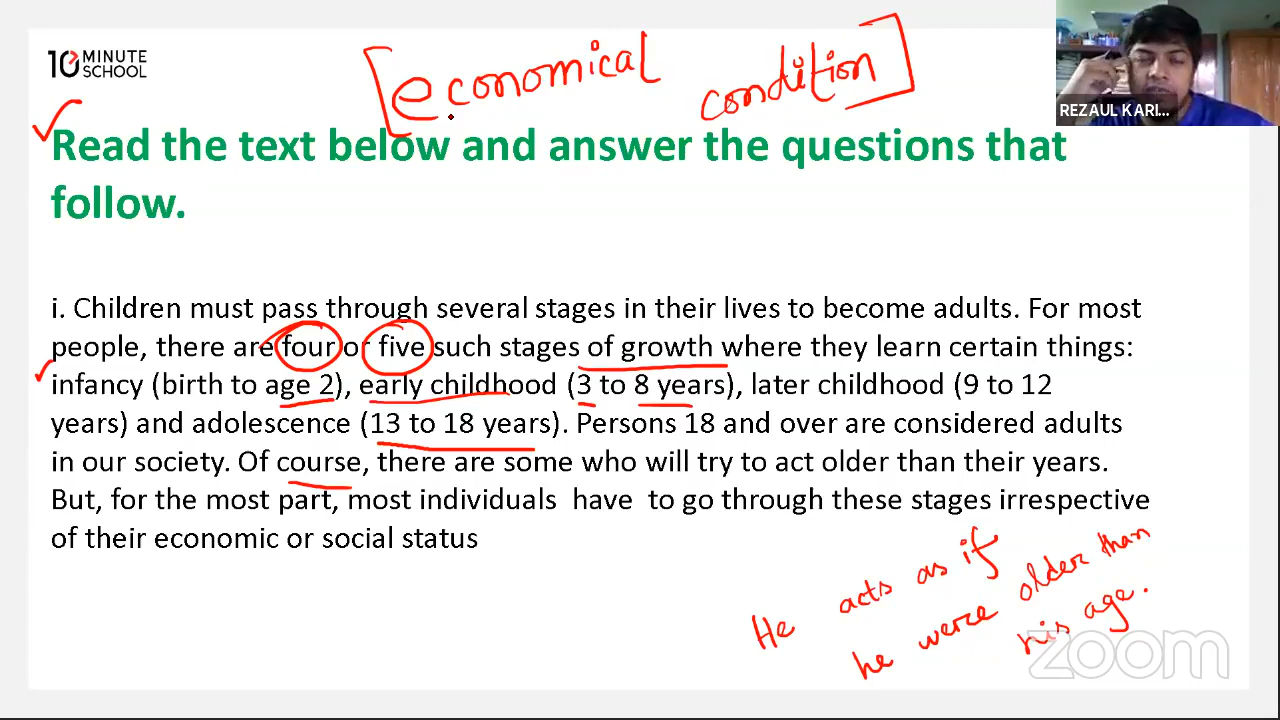 10 MINUTE
SCHOOL
[economical condition]
REZAUL KARI...
Read the text below and answer the questions that
follow.
i. Children must pass through several stages in their lives to become adults. For most
people, there are four or five such stages of growth where they learn certain things:
infancy (birth to age 2), early childhood (3 to 8 years), later childhood (9 to 12
years) and adolescence (13 to 18 years). Persons 18 and over are considered adults
in our society. Of course, there are some who will try to act older than their years.
But, for the most part, most individuals have to go through these stages irrespective
of their economic or social status
He acts as if
he were older than
his age.
zoom